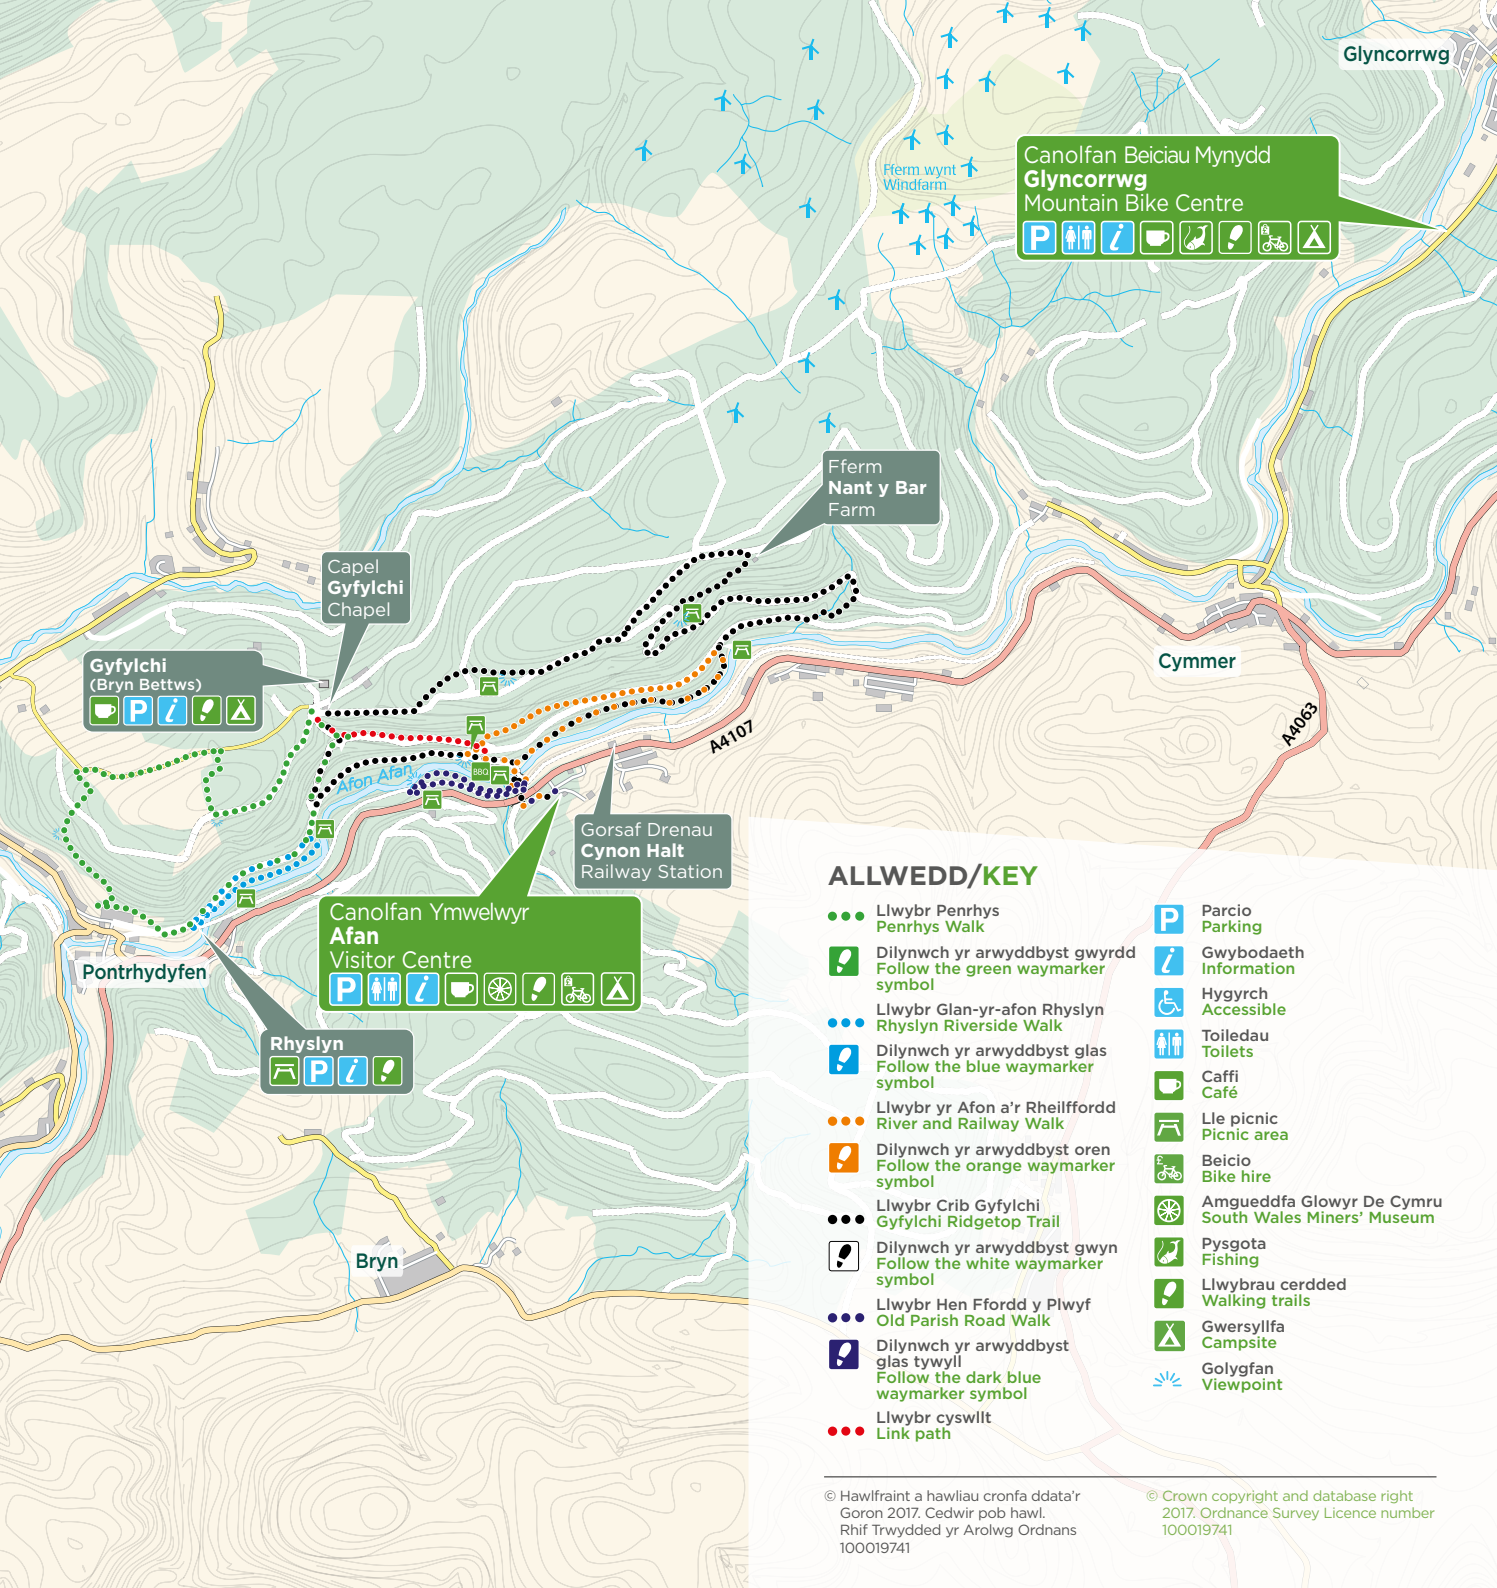 Glyncorrwg
Canolfan Beiciau Mynydd
Glyncorrwg
Mountain Bike Centre
P
i
£
Fferm wynt
Windfarm
Fferm
Nant y Bar
Farm
Capel
Gyfylchi
Chapel
Gyfylchi
(Bryn Bettws)
P
i
Cymmer
A4063
A4107
Afon Afan
BBQ
Gorsaf Drenau
Cynon Halt
Railway Station
Canolfan Ymwelwyr
Afan
Visitor Centre
P
i
£
Pontrhydyfen
Rhyslyn
P
i
Bryn
ALLWEDD/KEY
Llwybr Penrhys
Penrhys Walk
Dilynwch yr arwyddbyst gwyrdd
Follow the green waymarker
symbol
Llwybr Glan-yr-afon Rhyslyn
Rhyslyn Riverside Walk
Dilynwch yr arwyddbyst glas
Follow the blue waymarker
symbol
Llwybr yr Afon a'r Rheilffordd
River and Railway Walk
Dilynwch yr arwyddbyst oren
Follow the orange waymarker
symbol
Llwybr Crib Gyfylchi
Gyfylchi Ridgetop Trail
Dilynwch yr arwyddbyst gwyn
Follow the white waymarker
symbol
Llwybr Hen Ffordd y Plwyf
Old Parish Road Walk
Dilynwch yr arwyddbyst
glas tywyll
Follow the dark blue
waymarker symbol
Llwybr cyswllt
Link path
P
Parcio
Parking
i
Gwybodaeth
Information
Hygyrch
Accessible
Toiledau
Toilets
Caffi
Café
Lle picnic
Picnic area
£
Beicio
Bike hire
Amgueddfa Glowyr De Cymru
South Wales Miners' Museum
Pysgota
Fishing
Llwybrau cerdded
Walking trails
Gwersyllfa
Campsite
Golygfan
Viewpoint
© Hawlfraint a hawliau cronfa ddata'r
Goron 2017. Cedwir pob hawl.
Rhif Trwydded yr Arolwg Ordnans
100019741
© Crown copyright and database right
2017. Ordnance Survey Licence number
100019741